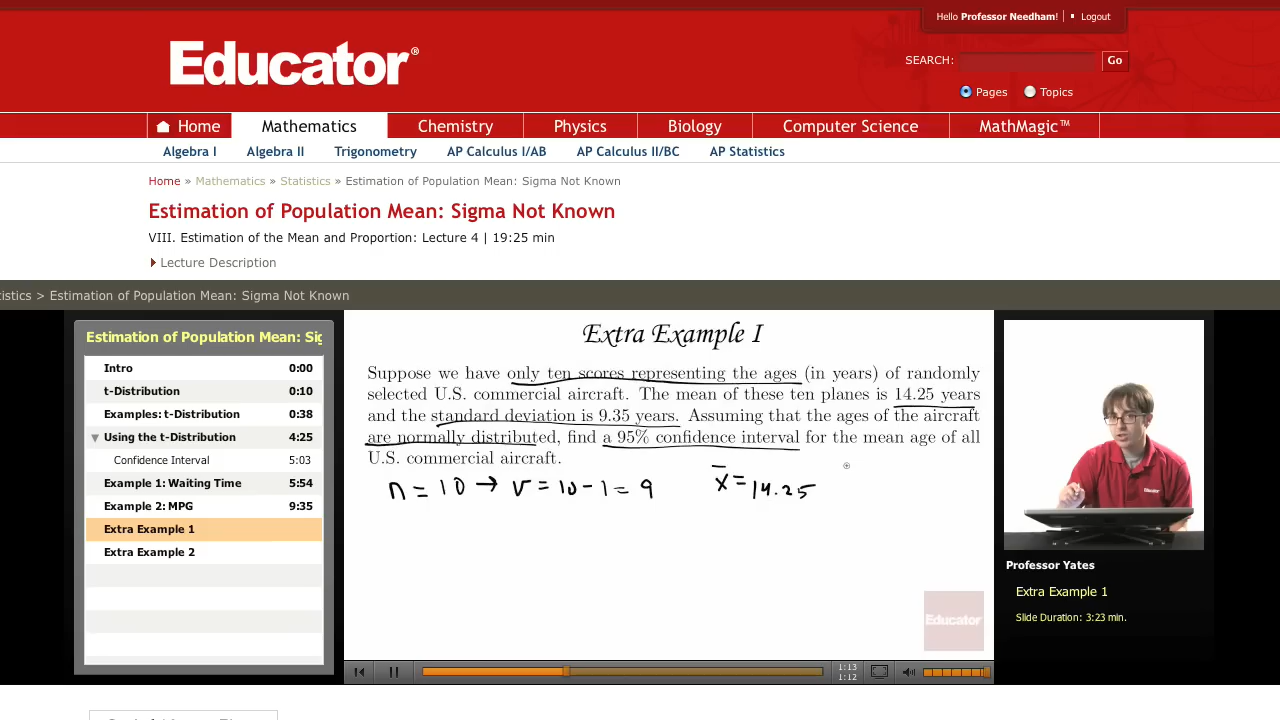 Hello Professor Needham! Logout
Educator®
SEARCH: Go
Pages Topics
Home Mathematics Chemistry Physics Biology Computer Science MathMagic™
Algebra I Algebra II Trigonometry AP Calculus I/AB AP Calculus II/BC AP Statistics
Home » Mathematics » Statistics » Estimation of Population Mean: Sigma Not Known
Estimation of Population Mean: Sigma Not Known
VIII. Estimation of the Mean and Proportion: Lecture 4 | 19:25 min
Lecture Description
> Estimation of Population Mean: Sigma Not Known
Estimation of Population Mean:
Intro 0:00
t-Distribution 0:10
Examples: t-Distribution 0:38
Using the t-Distribution 4:25
Confidence Interval 5:03
Example 1: Waiting Time 5:54
Example 2: MPG 9:35
Extra Example 1
Extra Example 2
Extra Example I
Suppose we have only ten scores representing the ages (in years) of randomly
selected U.S. commercial aircraft. The mean of these ten planes is 14.25 years
and the standard deviation is 9.35 years. Assuming that the ages of the aircraft
are normally distributed, find a 95% confidence interval for the mean age of all
U.S. commercial aircraft.
n = 10 → v = 10 - 1 = 9 x̄ = 14.25
Educator
1:13
1:12
Professor Yates
Extra Example 1
Slide Duration: 3:23 min.